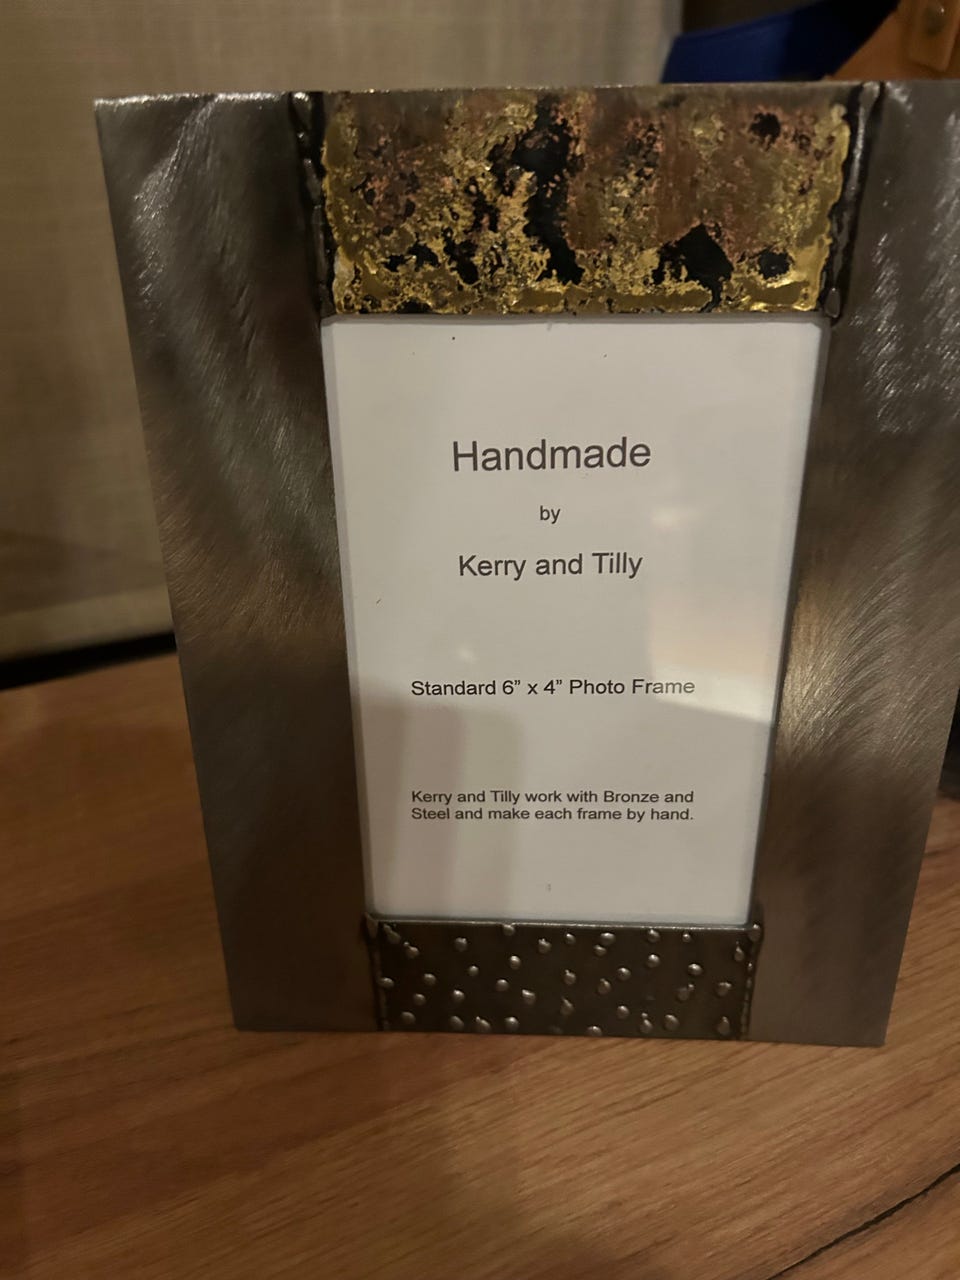 Handmade
by
Kerry and Tilly
Standard 6” x 4” Photo Frame
Kerry and Tilly work with Bronze and
Steel and make each frame by hand.